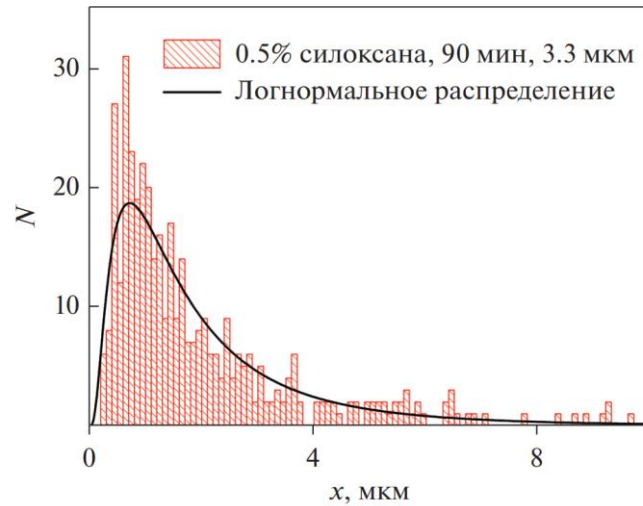 30
0.5% силоксана, 90 мин, 3.3 мкм
Логнормальное распределение
20
N
10
0
4
8
x, мкм